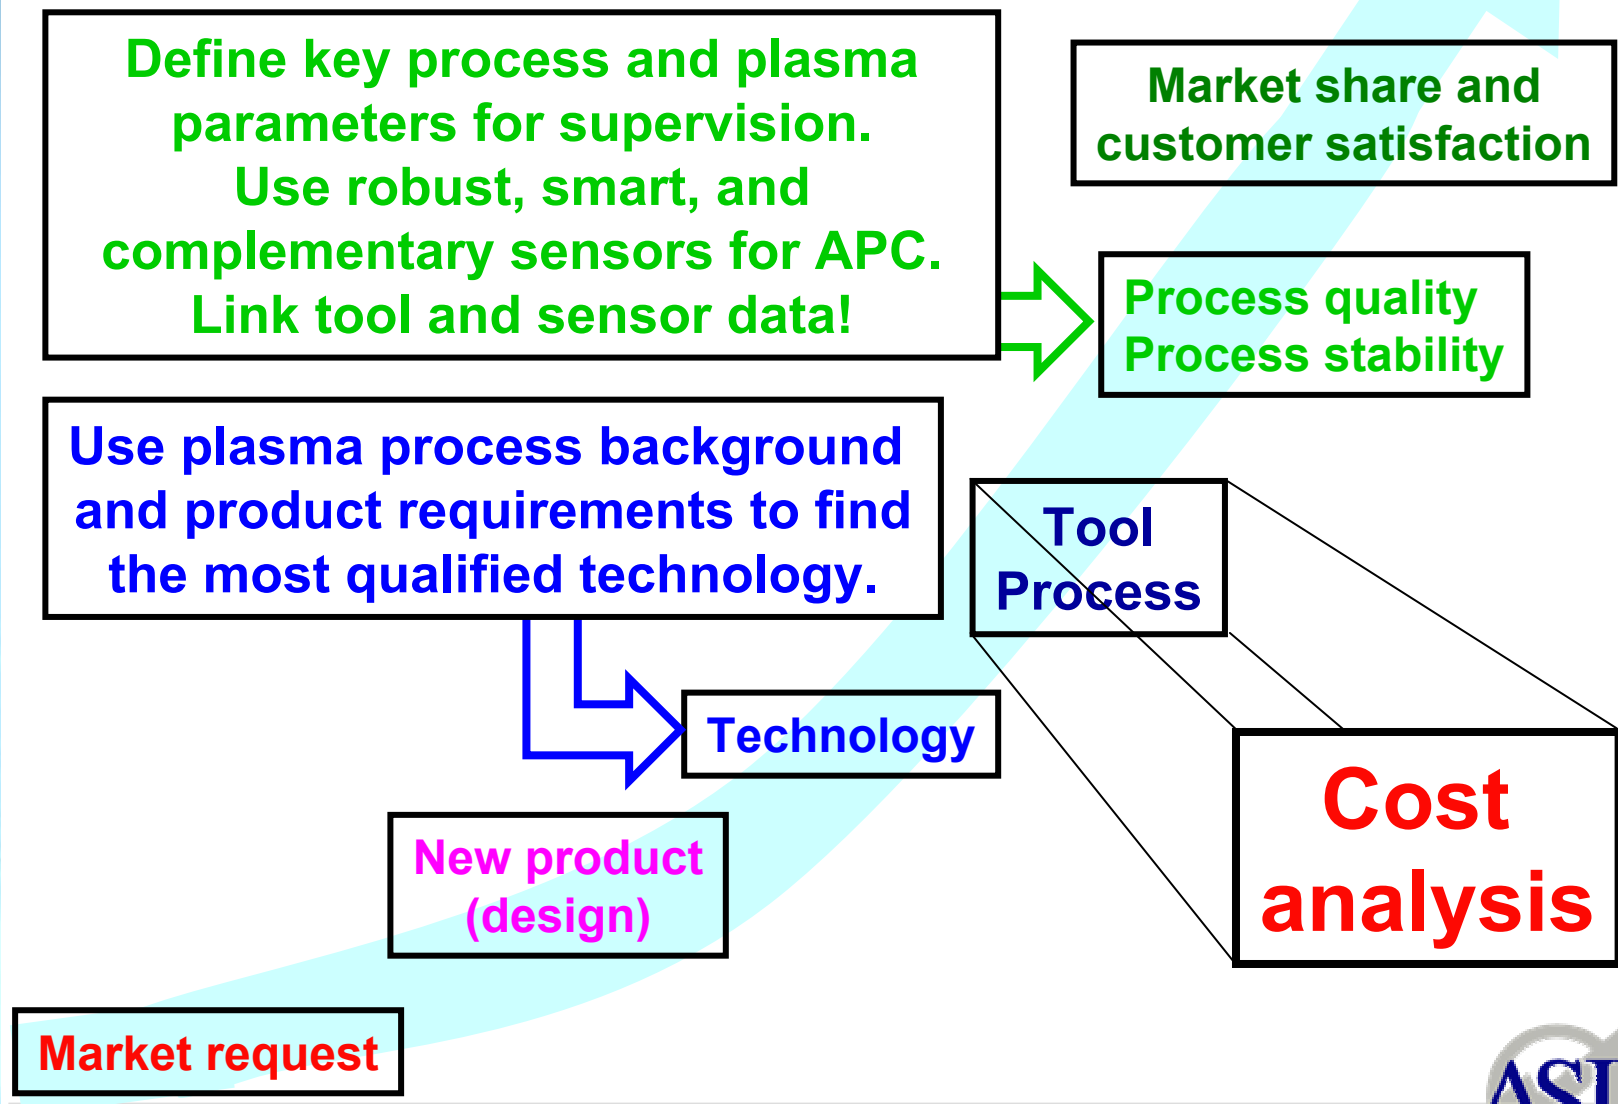 Define key process and plasma
parameters for supervision.
Use robust, smart, and
complementary sensors for APC.
Link tool and sensor data!
Market share and
customer satisfaction
Process quality
Process stability
Use plasma process background
and product requirements to find
the most qualified technology.
Tool
Process
Technology
Cost
analysis
New product
(design)
Market request